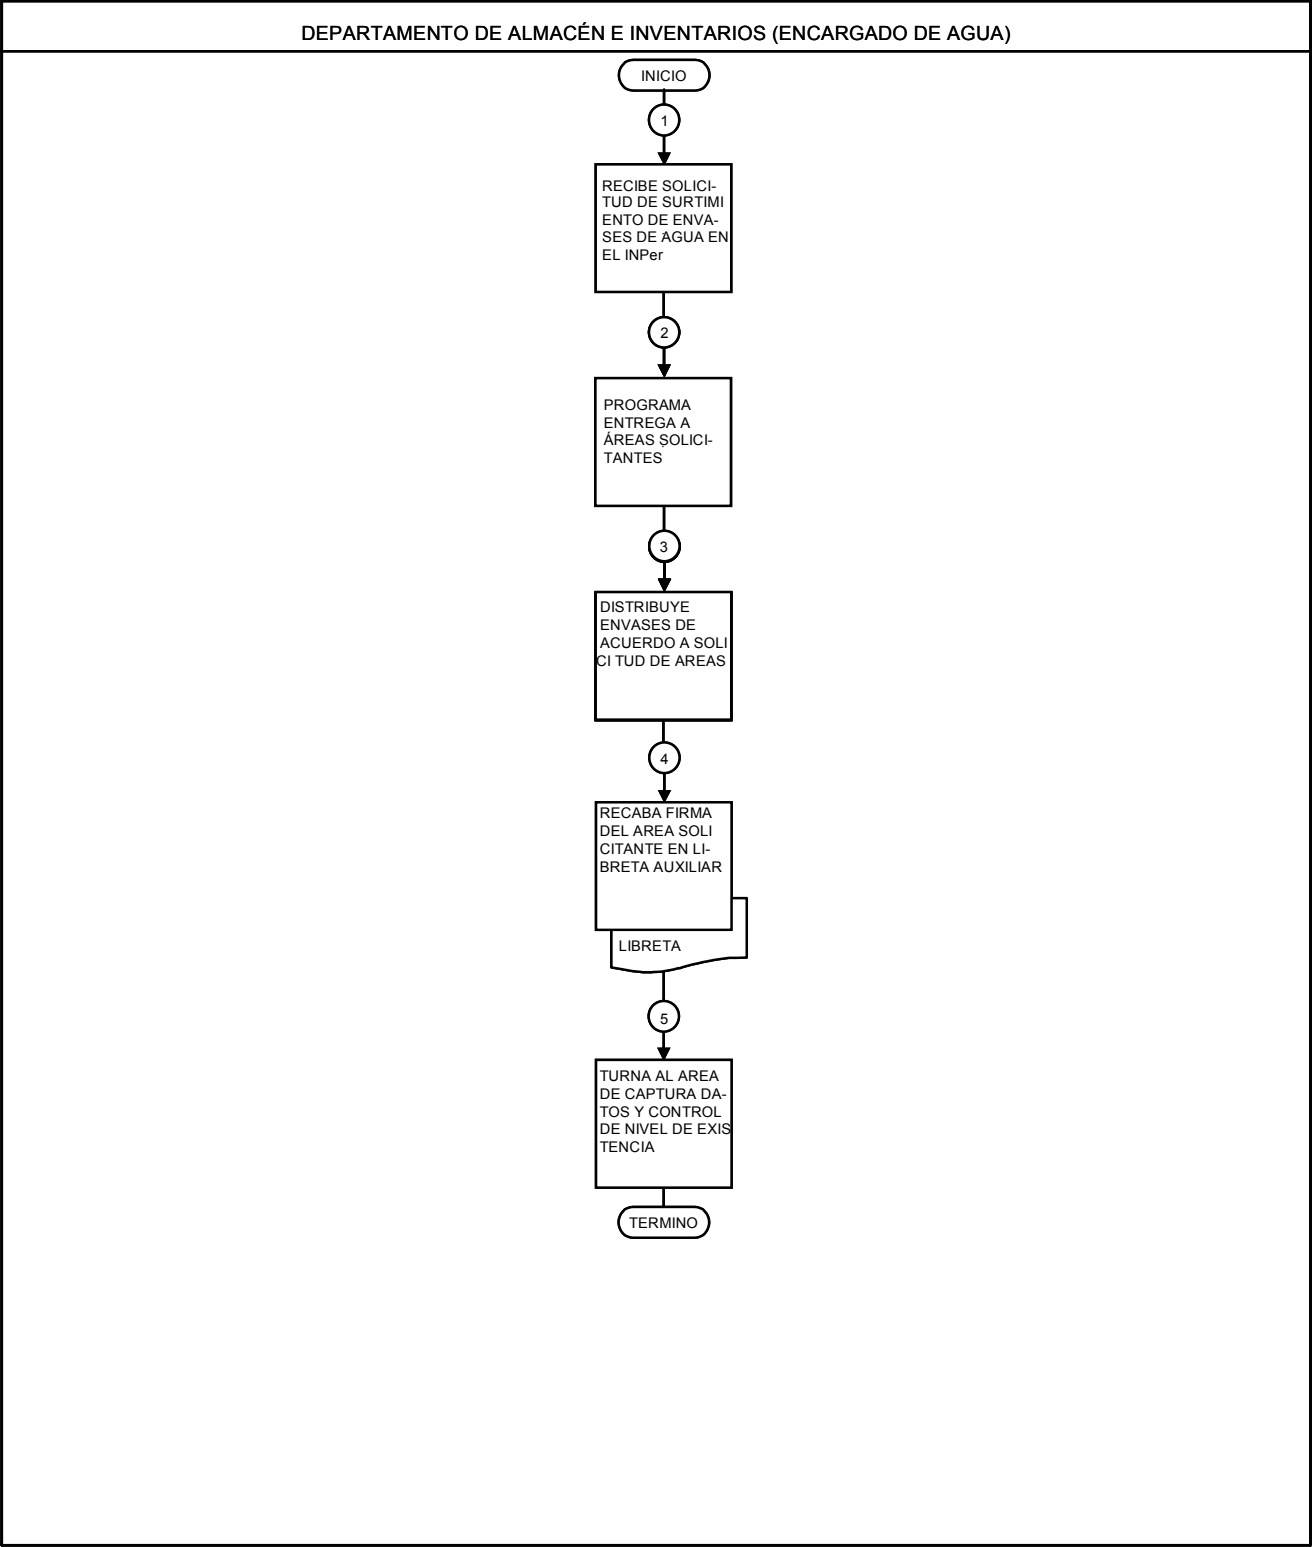 DEPARTAMENTO DE ALMACÉN E INVENTARIOS (ENCARGADO DE AGUA)
INICIO
1
RECIBE SOLICI-
TUD DE SURTIMI
ENTO DE ENVA-
SES DE AGUA EN
EL INPer
2
PROGRAMA
ENTREGA A
ÁREAS SOLICI-
TANTES
3
DISTRIBUYE
ENVASES DE
ACUERDO A SOLI
CI TUD DE AREAS
4
RECABA FIRMA
DEL AREA SOLI
CITANTE EN LI-
BRETA AUXILIAR
LIBRETA
5
TURNA AL AREA
DE CAPTURA DA-
TOS Y CONTROL
DE NIVEL DE EXIS
TENCIA
TERMINO